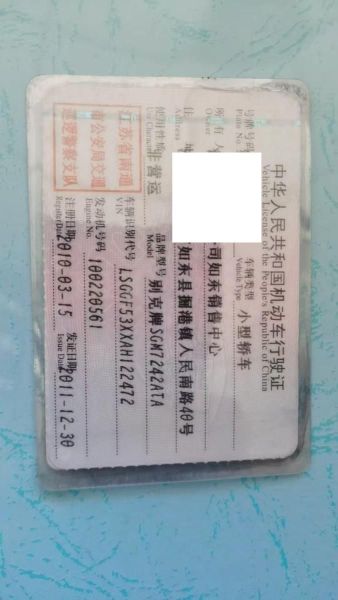 中华人民共和国机动车行驶证
Vehicle License of the People's Republic of China
号牌号码
Plate No.
车辆类型
Vehicle Type
小型轿车
所有人
Owner
公司如东销售中心
住址
Address
如东县掘港镇人民南路40号
使用性质
Use Character
非营运
品牌型号
Model
别克牌SGM7242ATA
江苏省南通
市公安局交通
巡逻警察支队
车辆识别代号
VIN
LSGGF53XXAH122472
发动机号码
Engine No.
100220561
注册日期
Register Date
2010-03-15
发证日期
Issue Date
2011-12-30